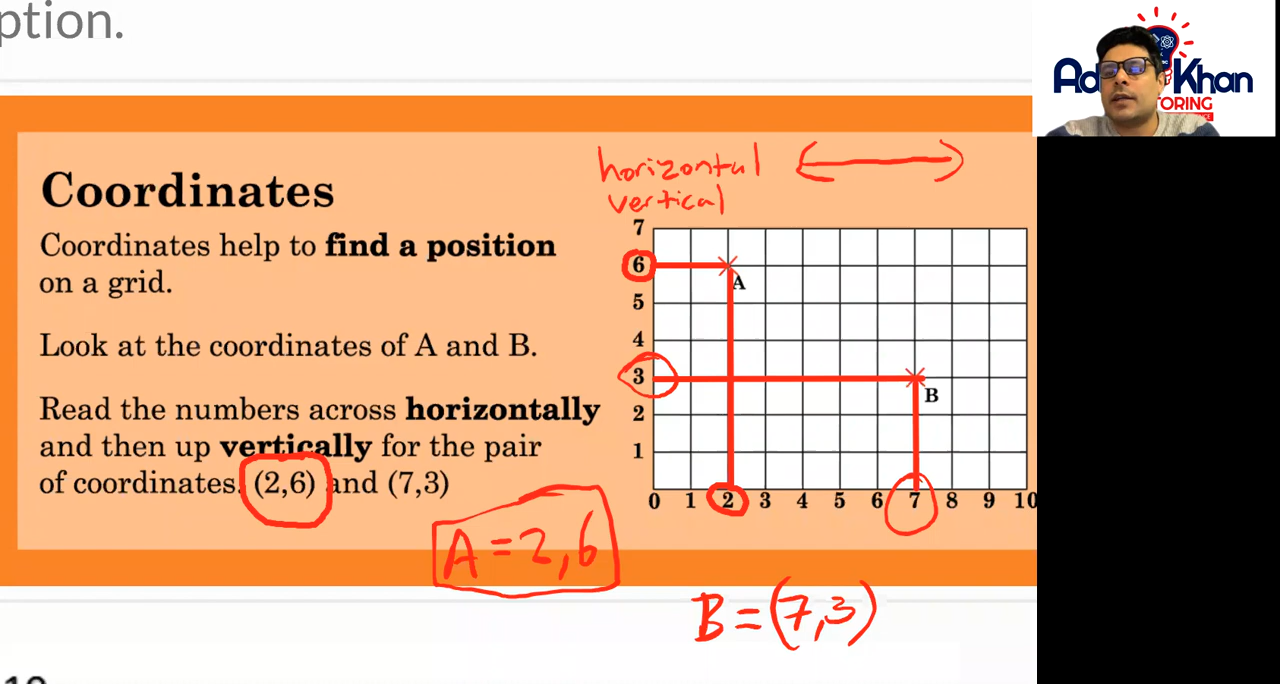 ption.
Ad Khan
TORING
Coordinates
Coordinates help to find a position
on a grid.
Look at the coordinates of A and B.
Read the numbers across horizontally
and then up vertically for the pair
of coordinates. (2,6) and (7,3)
horizontal
vertical
7
6
5
4
3
2
1
A
B
0 1 2 3 4 5 6 7 8 9 10
A = 2,6
B = (7,3)